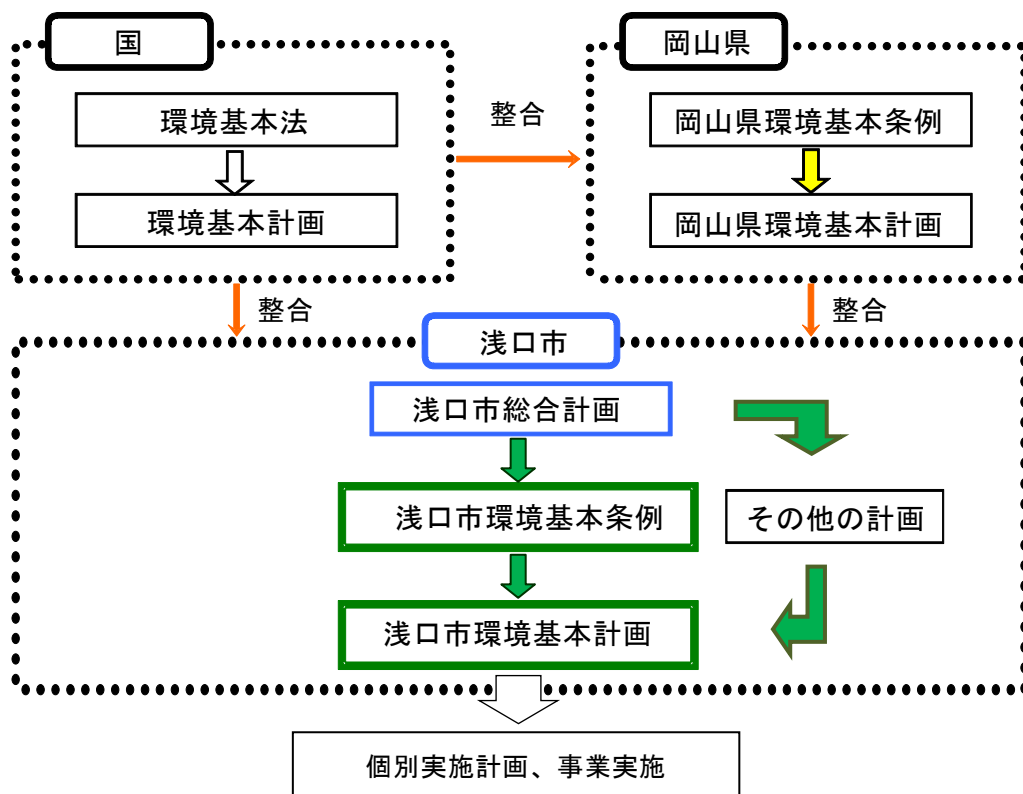 国
岡山県
環境基本法
整合
岡山県環境基本条例
環境基本計画
岡山県環境基本計画
整合
整合
浅口市
浅口市総合計画
浅口市環境基本条例
その他の計画
浅口市環境基本計画
個別実施計画、事業実施